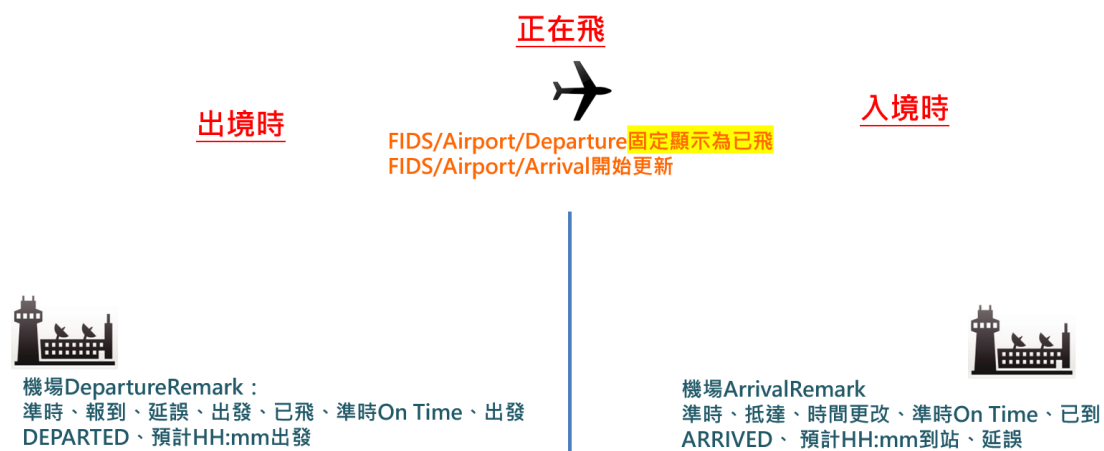 正在飛
出境時
入境時
FIDS/Airport/Departure固定顯示為已飛
FIDS/Airport/Arrival開始更新
機場DepartureRemark：
準時、報到、延誤、出發、已飛、準時On Time、出發
DEPARTED、預計HH:mm出發
機場ArrivalRemark
準時、抵達、時間更改、準時On Time、已到
ARRIVED、 預計HH:mm到站、延誤